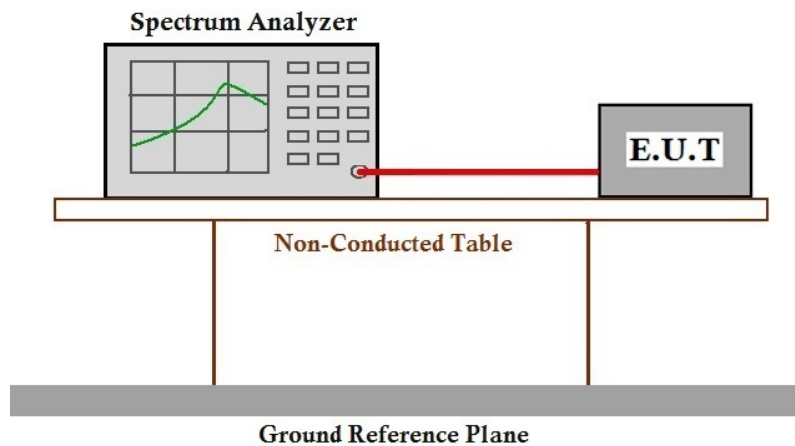 Spectrum Analyzer
E.U.T
Non-Conducted Table
Ground Reference Plane